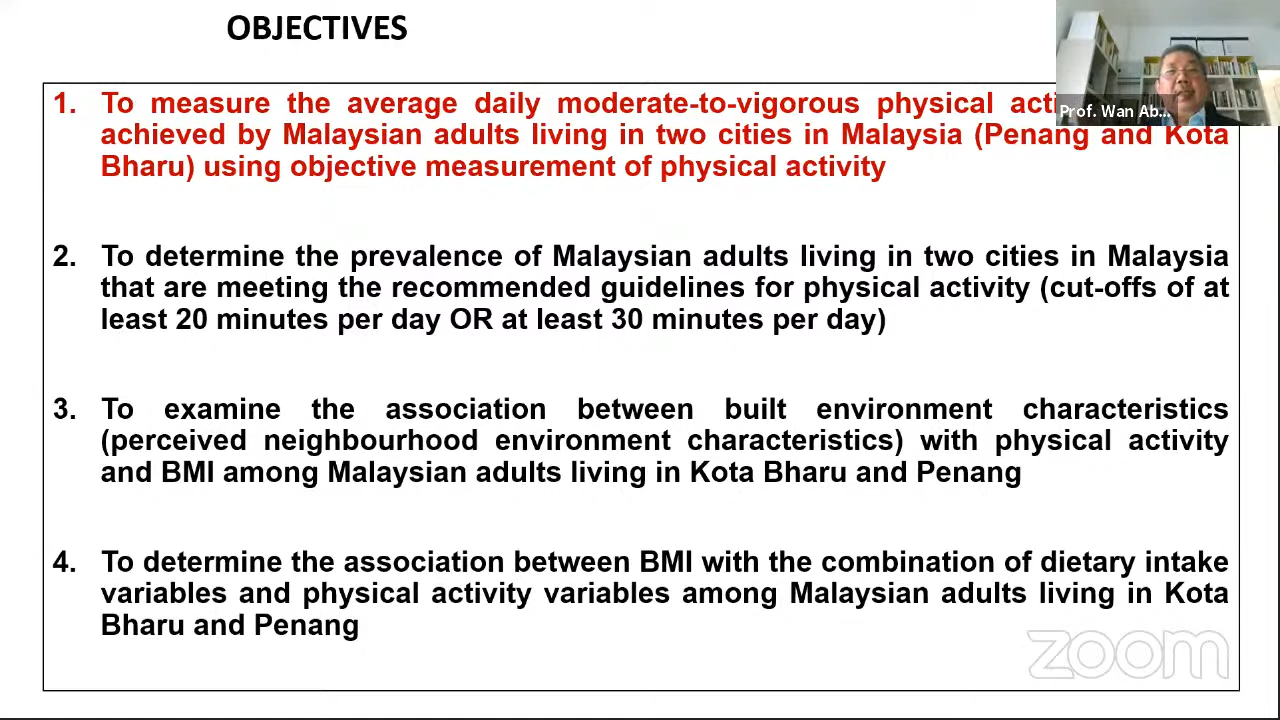 OBJECTIVES
1. To measure the average daily moderate-to-vigorous physical
achieved by Malaysian adults living in two cities in Malaysia (Penang and Kota
Bharu) using objective measurement of physical activity
2. To determine the prevalence of Malaysian adults living in two cities in Malaysia
that are meeting the recommended guidelines for physical activity (cut-offs of at
least 20 minutes per day OR at least 30 minutes per day)
3. To examine the association between built environment characteristics
(perceived neighbourhood environment characteristics) with physical activity
and BMI among Malaysian adults living in Kota Bharu and Penang
4. To determine the association between BMI with the combination of dietary intake
variables and physical activity variables among Malaysian adults living in Kota
Bharu and Penang
Prof. Wan Ab...
zoom